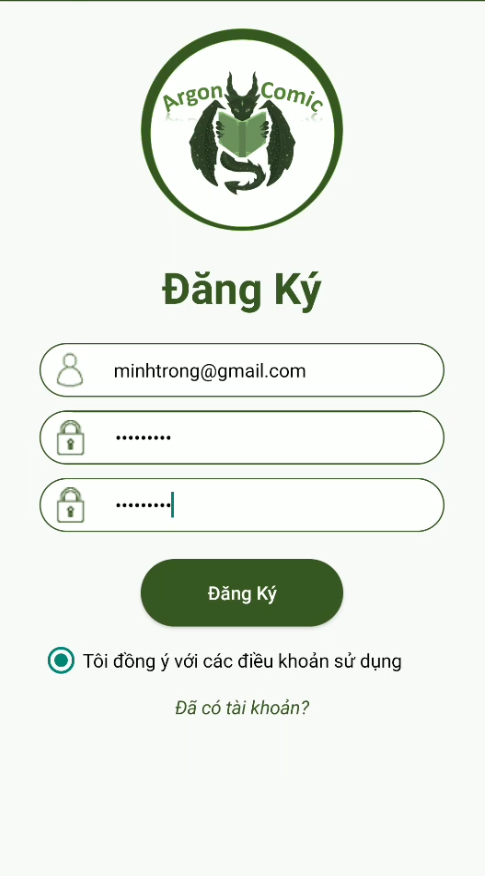 Argon Comic
Đăng Ký
minhtrong@gmail.com
•••••••••
•••••••••
Đăng Ký
Tôi đồng ý với các điều khoản sử dụng
Đã có tài khoản?